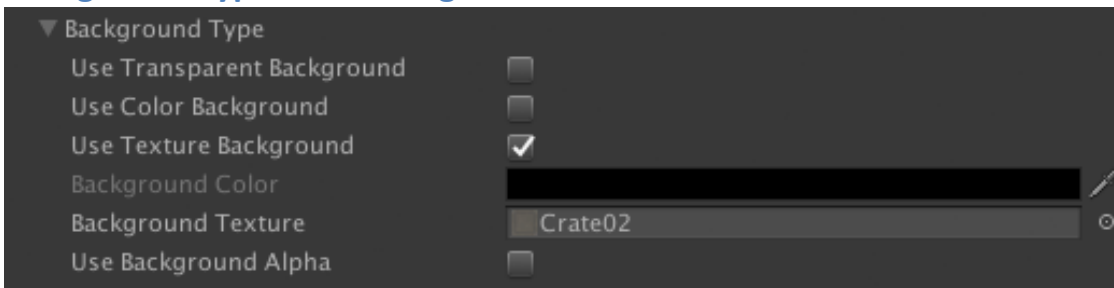 Background Type
Use Transparent Background
Use Color Background
Use Texture Background
Background Color
Background Texture
Crate02
Use Background Alpha